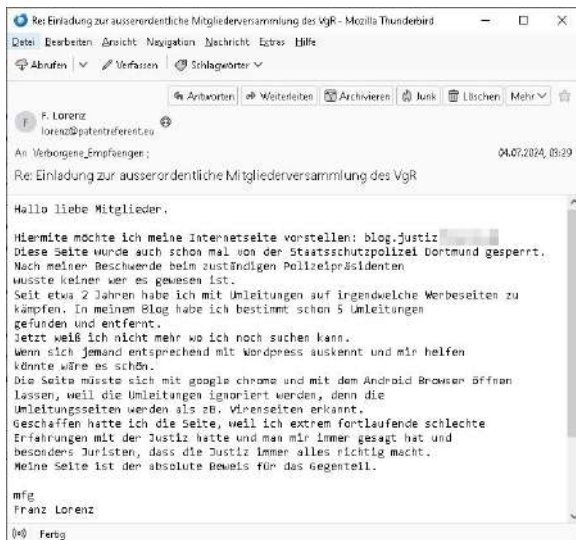 Re: Einladung zur ausserordentliche Mitgliederversammlung des VgR - Mozilla Thunderbird
Datei Bearbeiten Ansicht Navigation Nachricht Extras Hilfe
Abrufen Verfassen Schlagwörter
Antworten Weiterleiten Archivieren Junk Löschen Mehr
F F. Lorenz
lorenz@patentreferent.eu
An Verborgene_Empfaenger; 04.07.2024, 03:29
Re: Einladung zur ausserordentliche Mitgliederversammlung des VgR
Hallo liebe Mitglieder.
Hiermite möchte ich meine Internetseite vorstellen: blog.justiz
Diese Seite wurde auch schon mal von der Staatsschutzpolizei Dortmund gesperrt.
Nach meiner Beschwerde beim zuständigen Polizeipräsidenten
wusste keiner wer es gewesen ist.
Seit etwa 2 Jahren habe ich mit Umleitungen auf irgendwelche Werbeseiten zu
kämpfen. In meinem Blog habe ich bestimmt schon 5 Umleitungen
gefunden und entfernt.
Jetzt weiß ich nicht mehr wo ich noch suchen kann.
Wenn sich jemand entsprechend mit Wordpress auskennt und mir helfen
könnte wäre es schön.
Die Seite müsste sich mit google chrome und mit dem Android Browser öffnen
lassen, weil die Umleitungen ignoriert werden, denn die
Umleitungsseiten werden als zB. Virenseiten erkannt.
Geschaffen hatte ich die Seite, weil ich extrem fortlaufende schlechte
Erfahrungen mit der Justiz hatte und man mir immer gesagt hat und
besonders Juristen, dass die Justiz immer alles richtig macht.
Meine Seite ist der absolute Beweis für das Gegenteil.
mfg
Franz Lorenz
Fertig